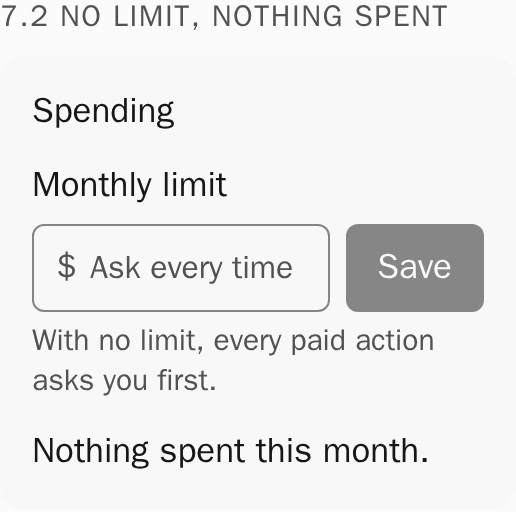 7.2 NO LIMIT, NOTHING SPENT
Spending
Monthly limit
$ Ask every time
Save
With no limit, every paid action
asks you first.
Nothing spent this month.